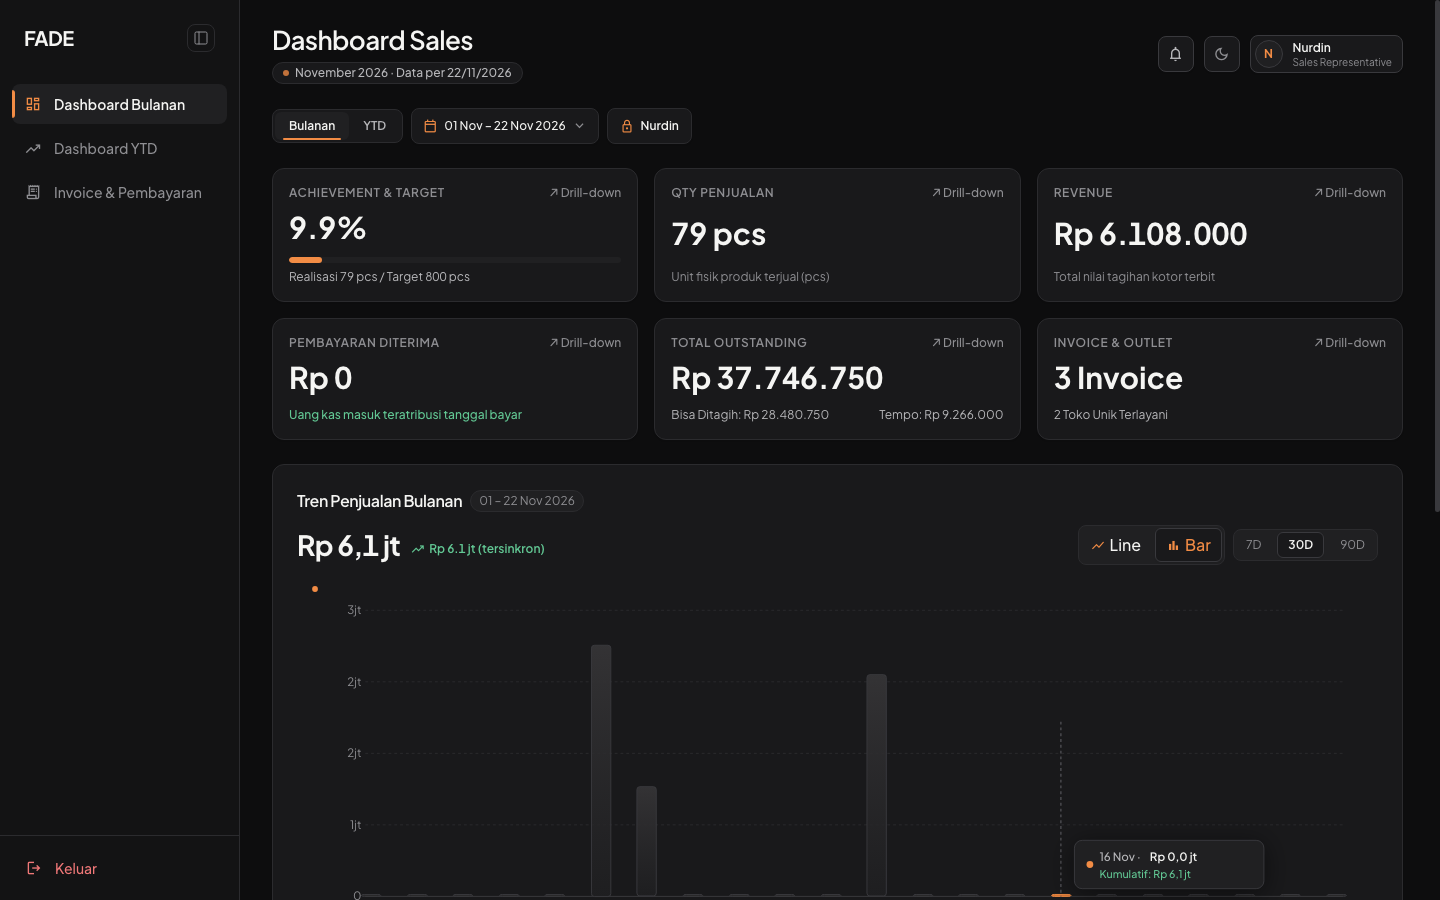 FADE
Dashboard Bulanan
Dashboard YTD
Invoice & Pembayaran
Keluar
Dashboard Sales
November 2026 · Data per 22/11/2026
N
Nurdin
Sales Representative
Bulanan
YTD
01 Nov – 22 Nov 2026
Nurdin
ACHIEVEMENT & TARGET
Drill-down
9.9%
Realisasi 79 pcs / Target 800 pcs
QTY PENJUALAN
Drill-down
79 pcs
Unit fisik produk terjual (pcs)
REVENUE
Drill-down
Rp 6.108.000
Total nilai tagihan kotor terbit
PEMBAYARAN DITERIMA
Drill-down
Rp 0
Uang kas masuk teratribusi tanggal bayar
TOTAL OUTSTANDING
Drill-down
Rp 37.746.750
Bisa Ditagih: Rp 28.480.750
Tempo: Rp 9.266.000
INVOICE & OUTLET
Drill-down
3 Invoice
2 Toko Unik Terlayani
Tren Penjualan Bulanan
01 – 22 Nov 2026
Rp 6,1 jt
Rp 6.1 jt (tersinkron)
Line
Bar
7D
30D
90D
3jt
2jt
2jt
1jt
0
16 Nov · Rp 0,0 jt
Kumulatif: Rp 6,1 jt